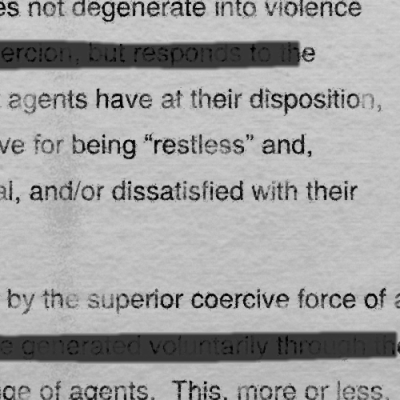 es not degenerate into violence
ercion, but responds to the
agents have at their disposition,
ve for being “restless” and,
al, and/or dissatisfied with their
by the superior coercive force of a
e generated voluntarily through the
ge of agents. This, more or less,